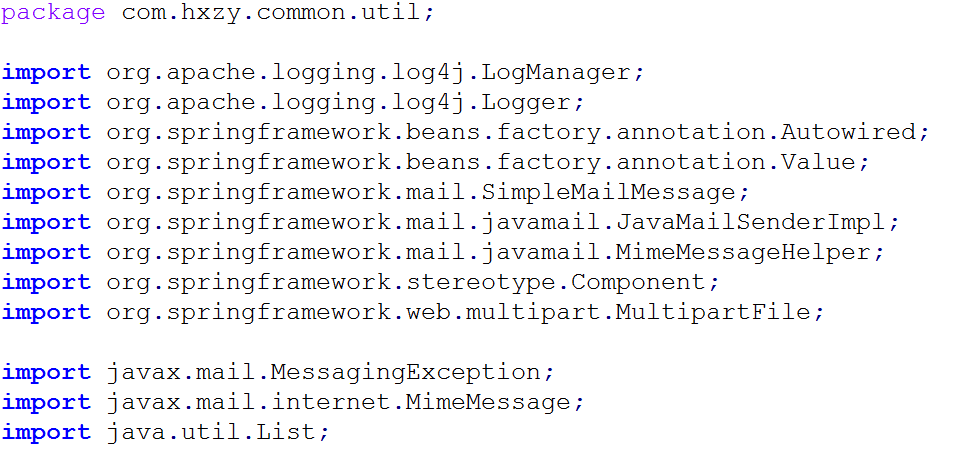 package com.hxzy.common.util;
import org.apache.logging.log4j.LogManager;
import org.apache.logging.log4j.Logger;
import org.springframework.beans.factory.annotation.Autowired;
import org.springframework.beans.factory.annotation.Value;
import org.springframework.mail.SimpleMailMessage;
import org.springframework.mail.javamail.JavaMailSenderImpl;
import org.springframework.mail.javamail.MimeMessageHelper;
import org.springframework.stereotype.Component;
import org.springframework.web.multipart.MultipartFile;
import javax.mail.MessagingException;
import javax.mail.internet.MimeMessage;
import java.util.List;